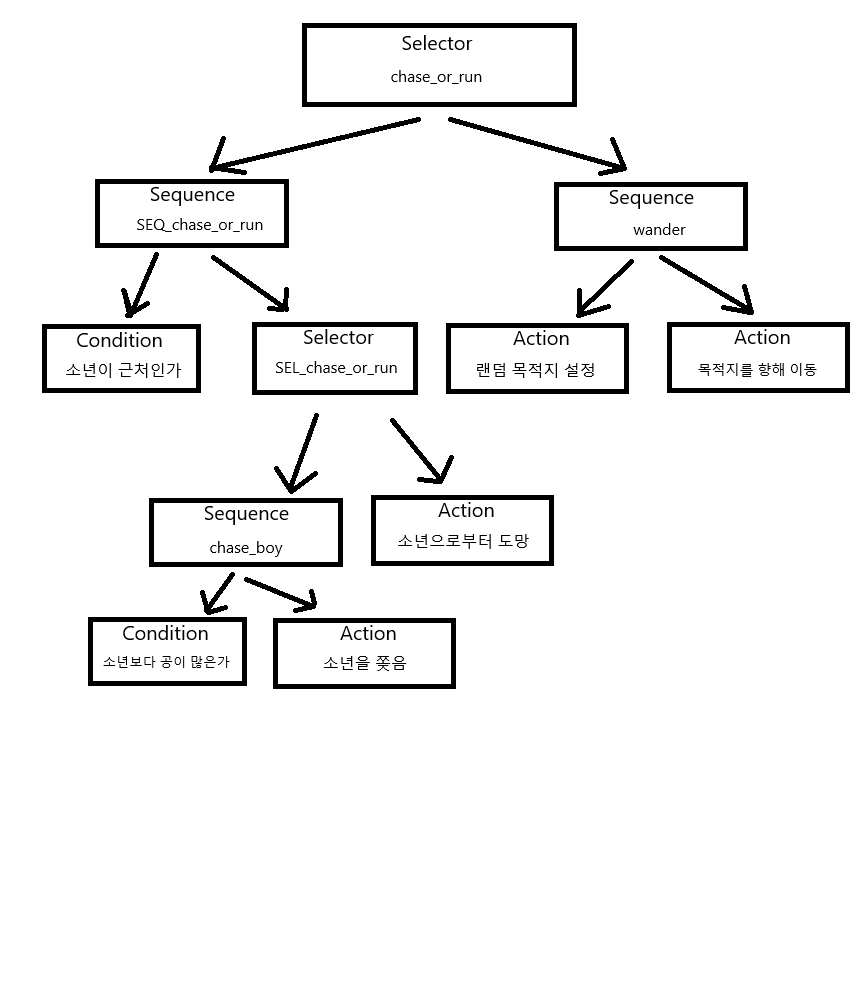 Selector
chase_or_run
Sequence
SEQ_chase_or_run
Sequence
wander
Condition
소년이 근처인가
Selector
SEL_chase_or_run
Action
랜덤 목적지 설정
Action
목적지를 향해 이동
Sequence
chase_boy
Action
소년으로부터 도망
Condition
소년보다 공이 많은가
Action
소년을 쫒음